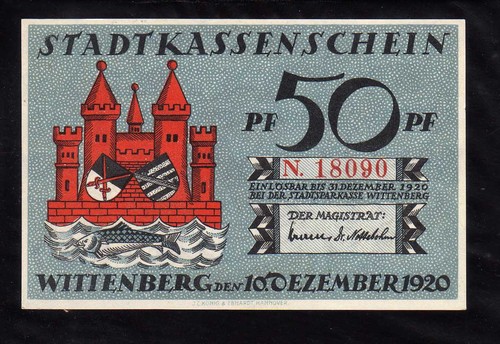 STADTKASSENSCHEIN
PF 50 PF
N. 18090
EINLÖSBAR BIS 31. DEZEMBER 1920
BEI DER STADTSPARKASSE WITTENBERG
DER MAGISTRAT:
WITTENBERG DEN 10. DEZEMBER 1920